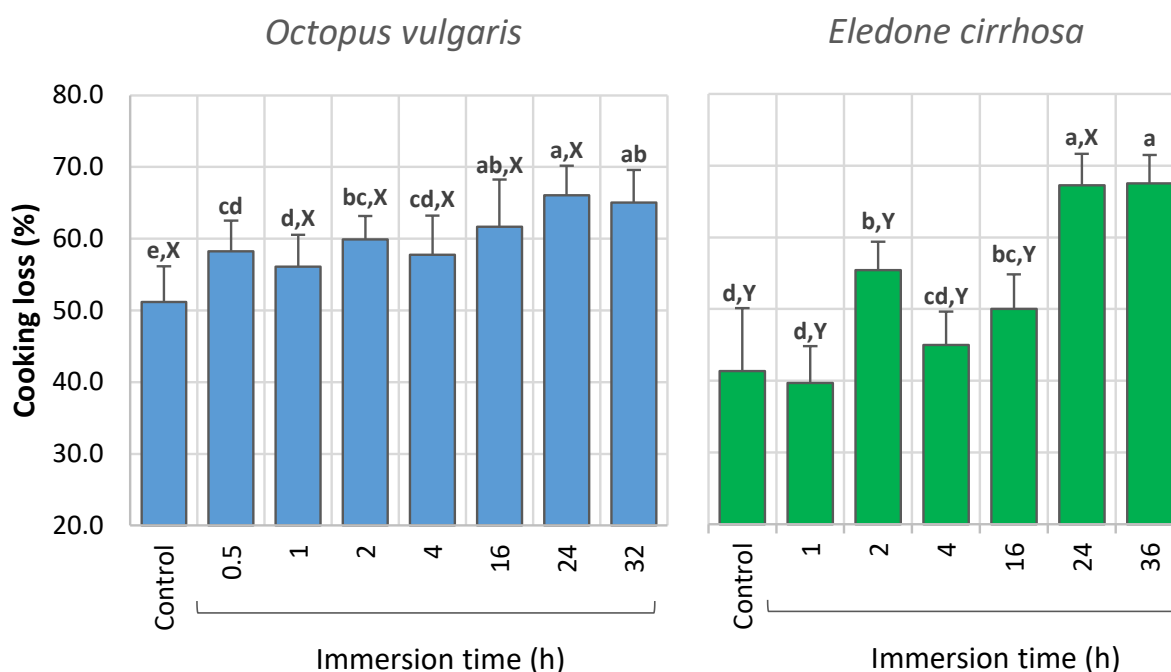 Octopus vulgaris
Eledone cirrhosa
Cooking loss (%)
80.0
70.0
60.0
50.0
40.0
30.0
20.0
e,X
cd
d,X
bc,X
cd,X
ab,X
a,X
ab
d,Y
d,Y
b,Y
cd,Y
bc,Y
a,X
a
Control
0.5
1
2
4
16
24
32
Control
1
2
4
16
24
36
Immersion time (h)
Immersion time (h)